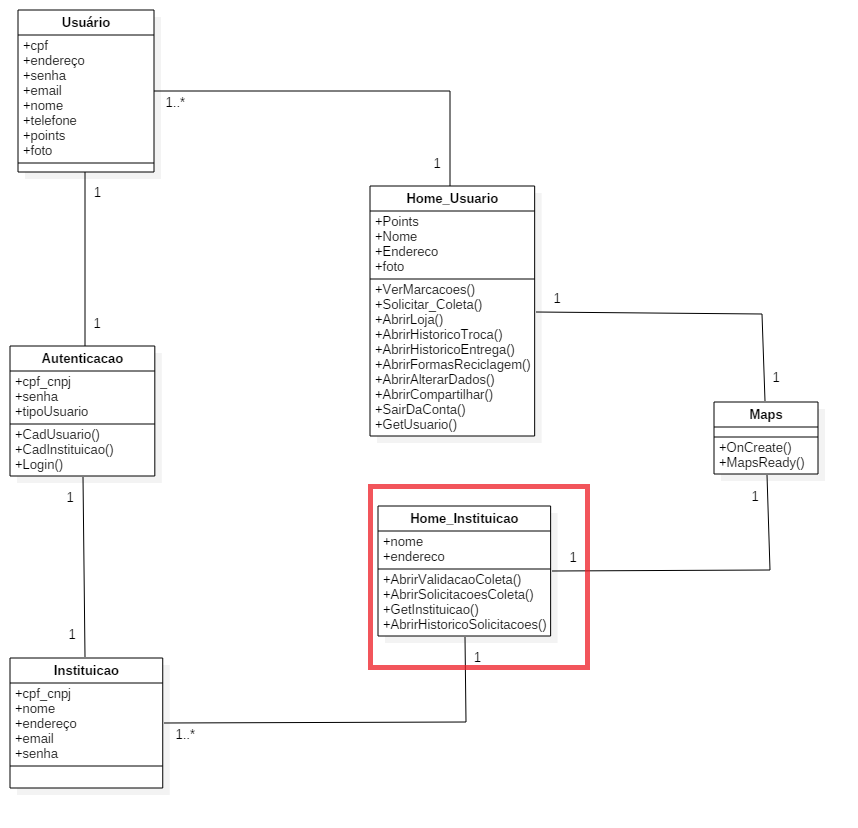 Usuário
+cpf
+endereço
+senha
+email
+nome
+telefone
+points
+foto
1..*
1
1
Home_Usuario
+Points
+Nome
+Endereco
+foto
+VerMarcacoes()
+Solicitar_Coleta()
+AbrirLoja()
+AbrirHistoricoTroca()
+AbrirHistoricoEntrega()
+AbrirFormasReciclagem()
+AbrirAlterarDados()
+AbrirCompartilhar()
+SairDaConta()
+GetUsuario()
1
1
1
Autenticacao
+cpf_cnpj
+senha
+tipoUsuario
+CadUsuario()
+CadInstituicao()
+Login()
Maps
+OnCreate()
+MapsReady()
1
1
Home_Instituicao
+nome
+endereco
+AbrirValidacaoColeta()
+AbrirSolicitacoesColeta()
+GetInstituicao()
+AbrirHistoricoSolicitacoes()
1
1
1
Instituicao
+cpf_cnpj
+nome
+endereço
+email
+senha
1..*